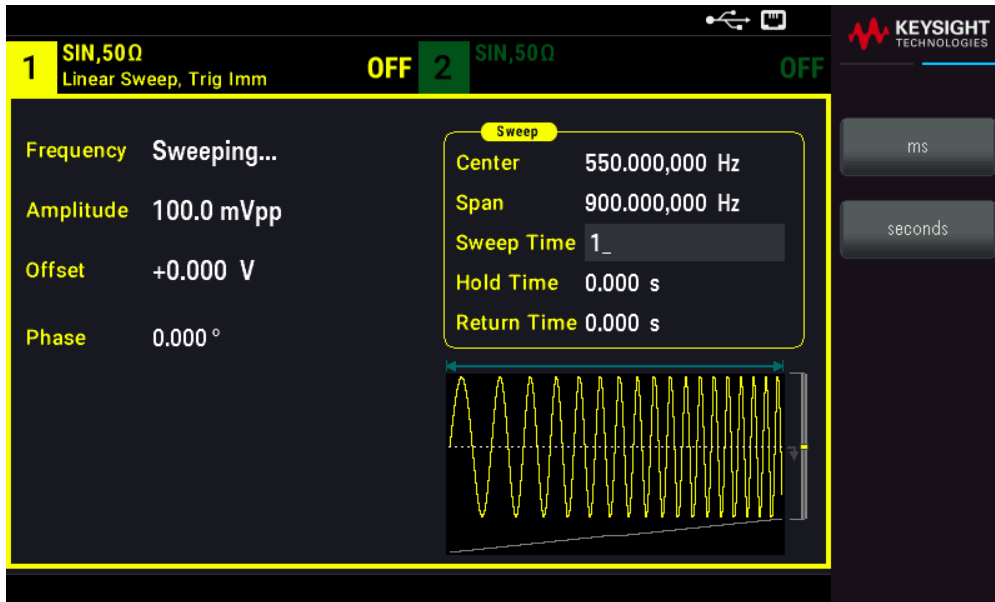 KEYSIGHT
TECHNOLOGIES
1 SIN,50Ω
Linear Sweep, Trig Imm OFF
2 SIN,50Ω OFF
Frequency Sweeping...
Amplitude 100.0 mVpp
Offset +0.000 V
Phase 0.000 °
Sweep
Center 550.000,000 Hz
Span 900.000,000 Hz
Sweep Time 1_
Hold Time 0.000 s
Return Time 0.000 s
ms
seconds